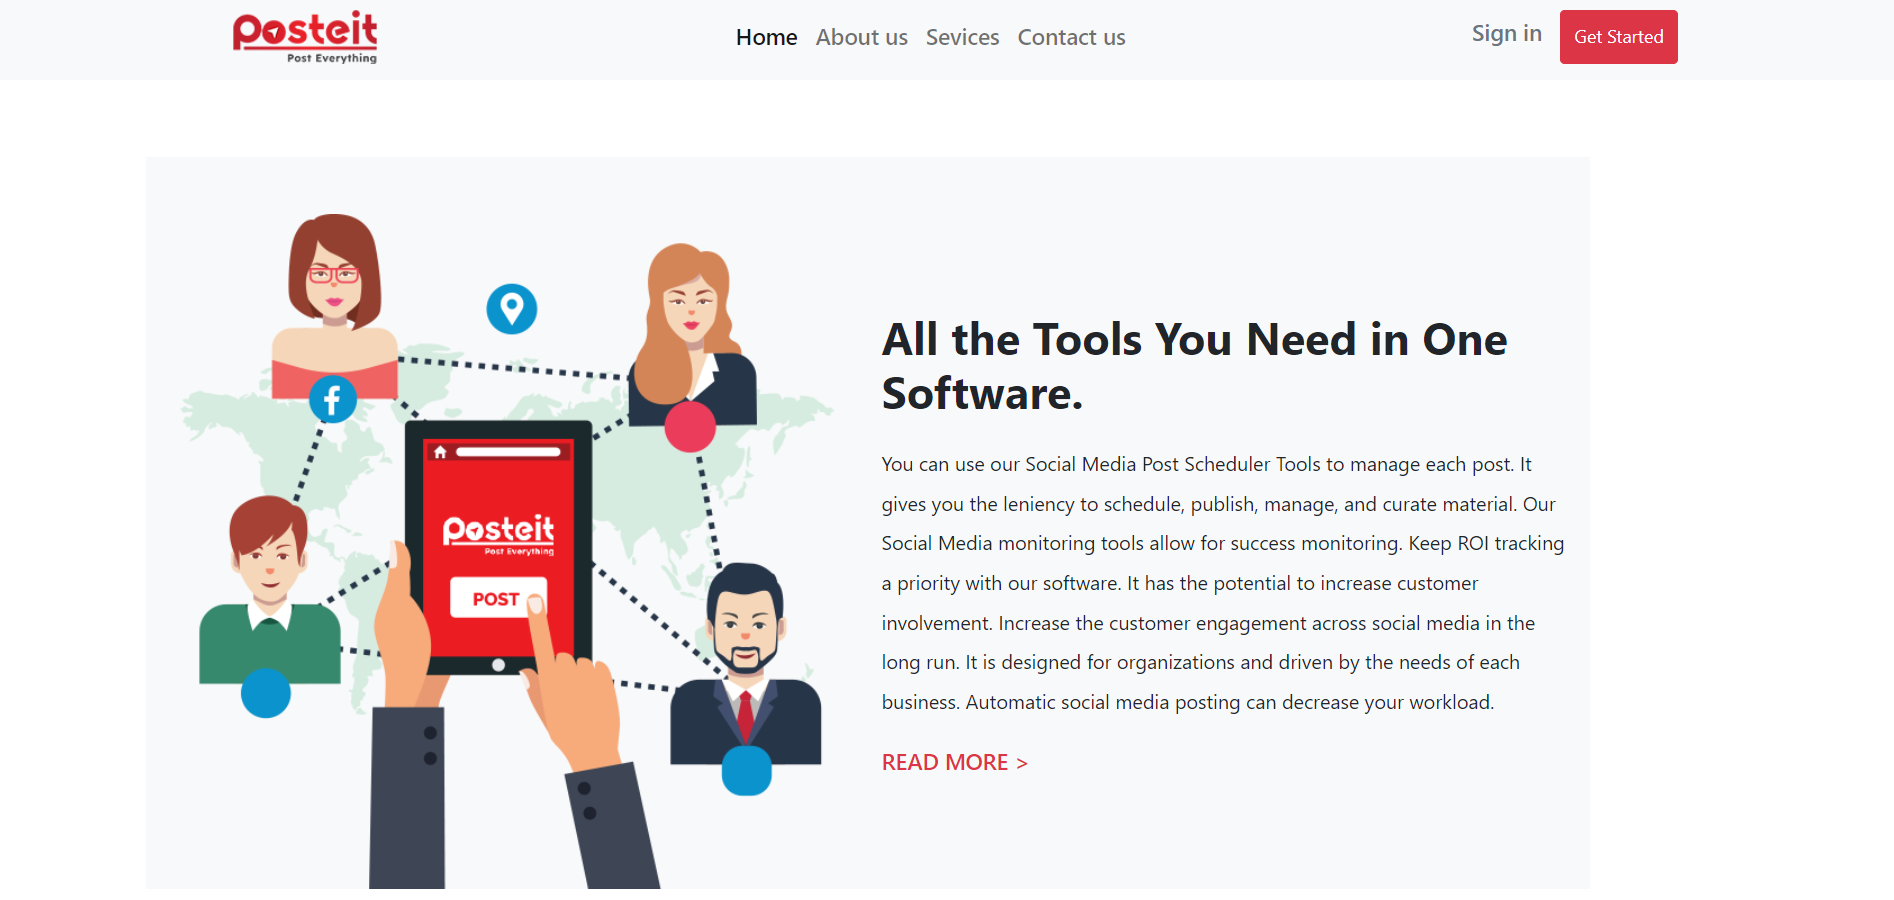 Posteit
Post Everything
Home About us Sevices Contact us
Sign in Get Started
Posteit
Post Everything
POST
All the Tools You Need in One
Software.
You can use our Social Media Post Scheduler Tools to manage each post. It
gives you the leniency to schedule, publish, manage, and curate material. Our
Social Media monitoring tools allow for success monitoring. Keep ROI tracking
a priority with our software. It has the potential to increase customer
involvement. Increase the customer engagement across social media in the
long run. It is designed for organizations and driven by the needs of each
business. Automatic social media posting can decrease your workload.
READ MORE >